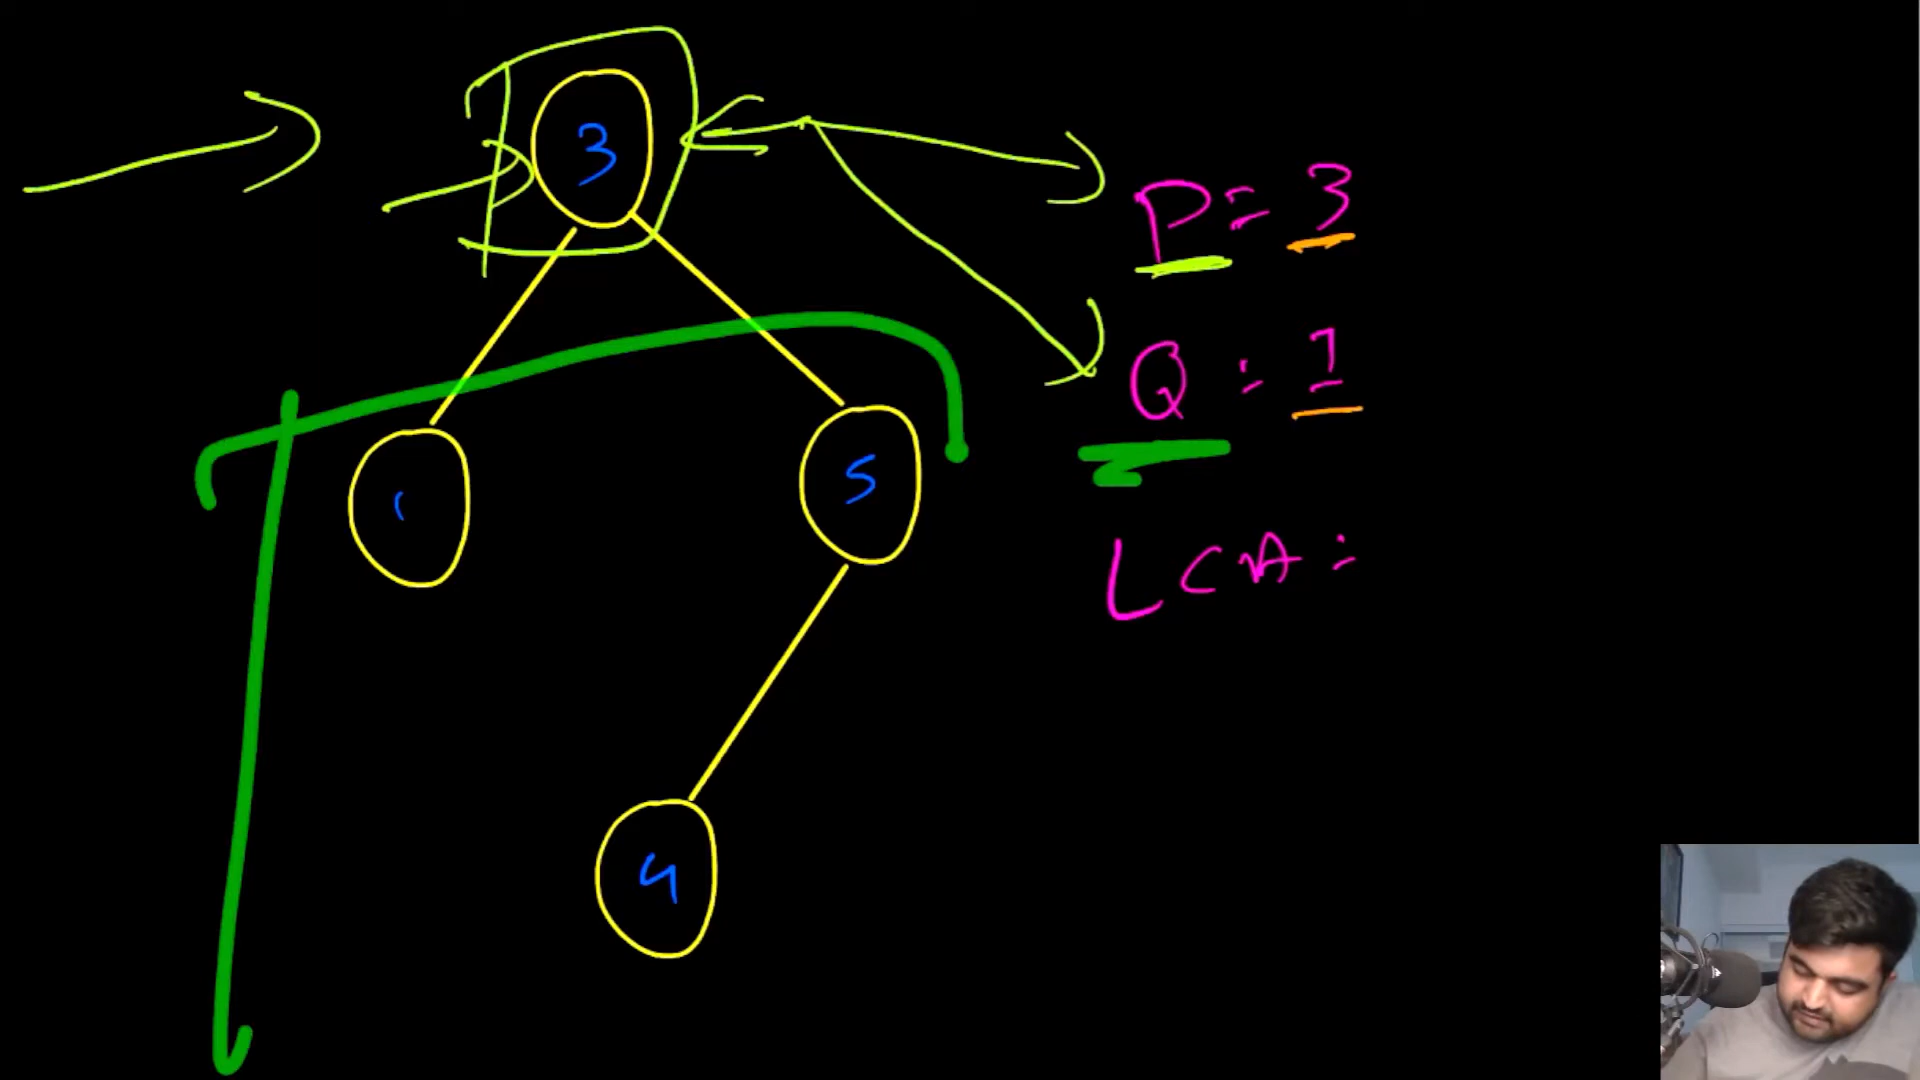 3
P = 3
Q = 1
1
5
LCA =
4